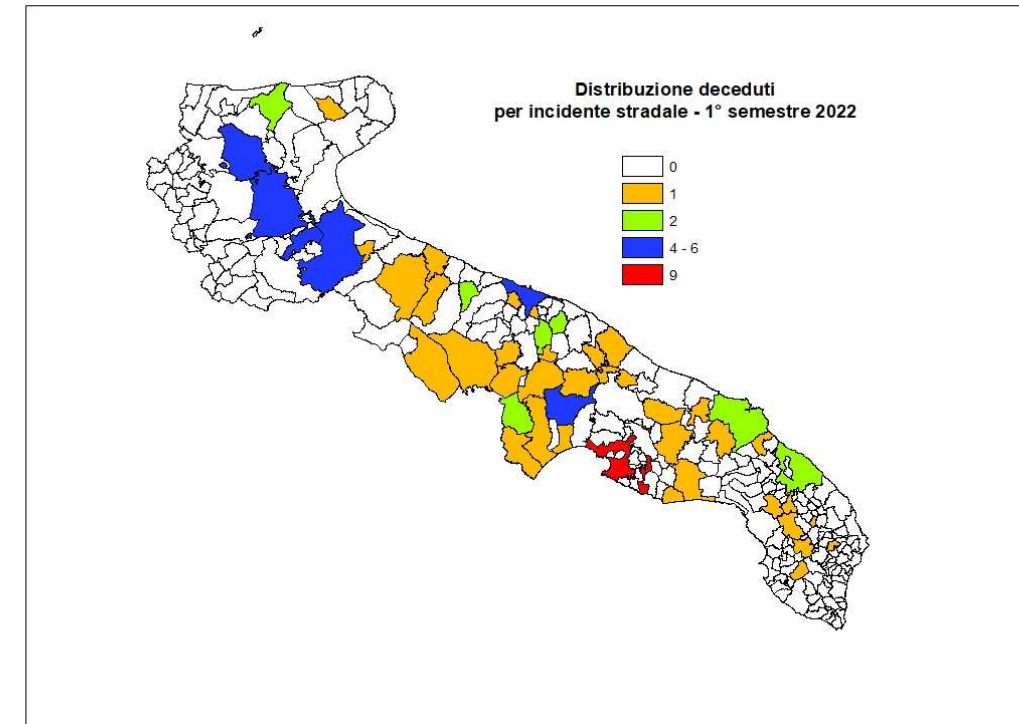 Distribuzione deceduti
per incidente stradale - 1° semestre 2022
0
1
2
4 - 6
9